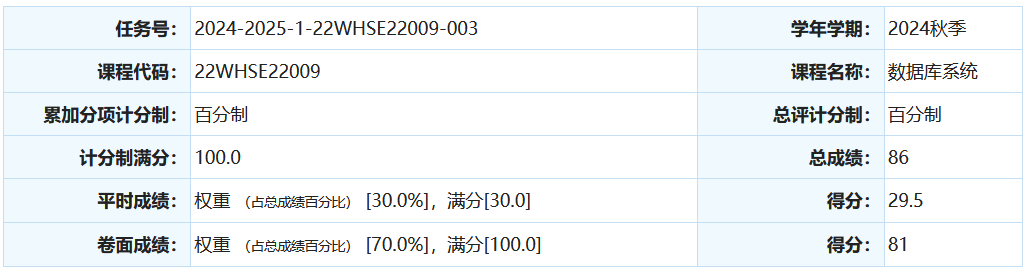 任务号: 2024-2025-1-22WHSE22009-003 学年学期: 2024秋季
课程代码: 22WHSE22009 课程名称: 数据库系统
累加分项计分制: 百分制 总评计分制: 百分制
计分制满分: 100.0 总成绩: 86
平时成绩: 权重 （占总成绩百分比） [30.0%]，满分[30.0] 得分: 29.5
卷面成绩: 权重 （占总成绩百分比） [70.0%]，满分[100.0] 得分: 81